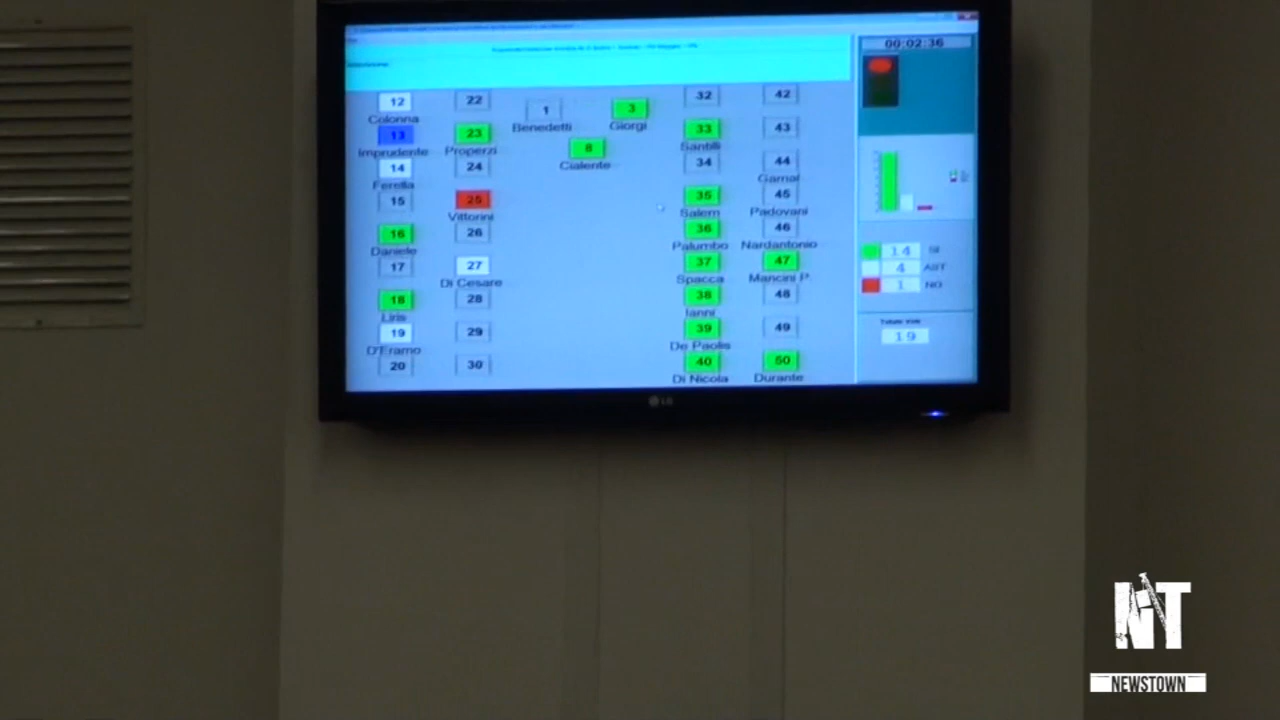 00:02:36
12 22 1 3 32 42
Colonna Benedetti Giorgi
13 23 8 33 43
Imprudente Properzi Cialente Santilli
14 24 34 44
Ferella Gamal
15 25 35 45
Vittorini Salem Padovani
16 26 36 46
Daniele Palumbo Nardantonio
17 27 37 47
Di Cesare Spacca Mancini P.
18 28 38 48
Liris Ianni
19 29 39 49
D'Eramo De Paolis
20 30 40 50
Di Nicola Durante
14 SI
4 AST
1 NO
Totale Voti
19
LG
NT
NEWSTOWN